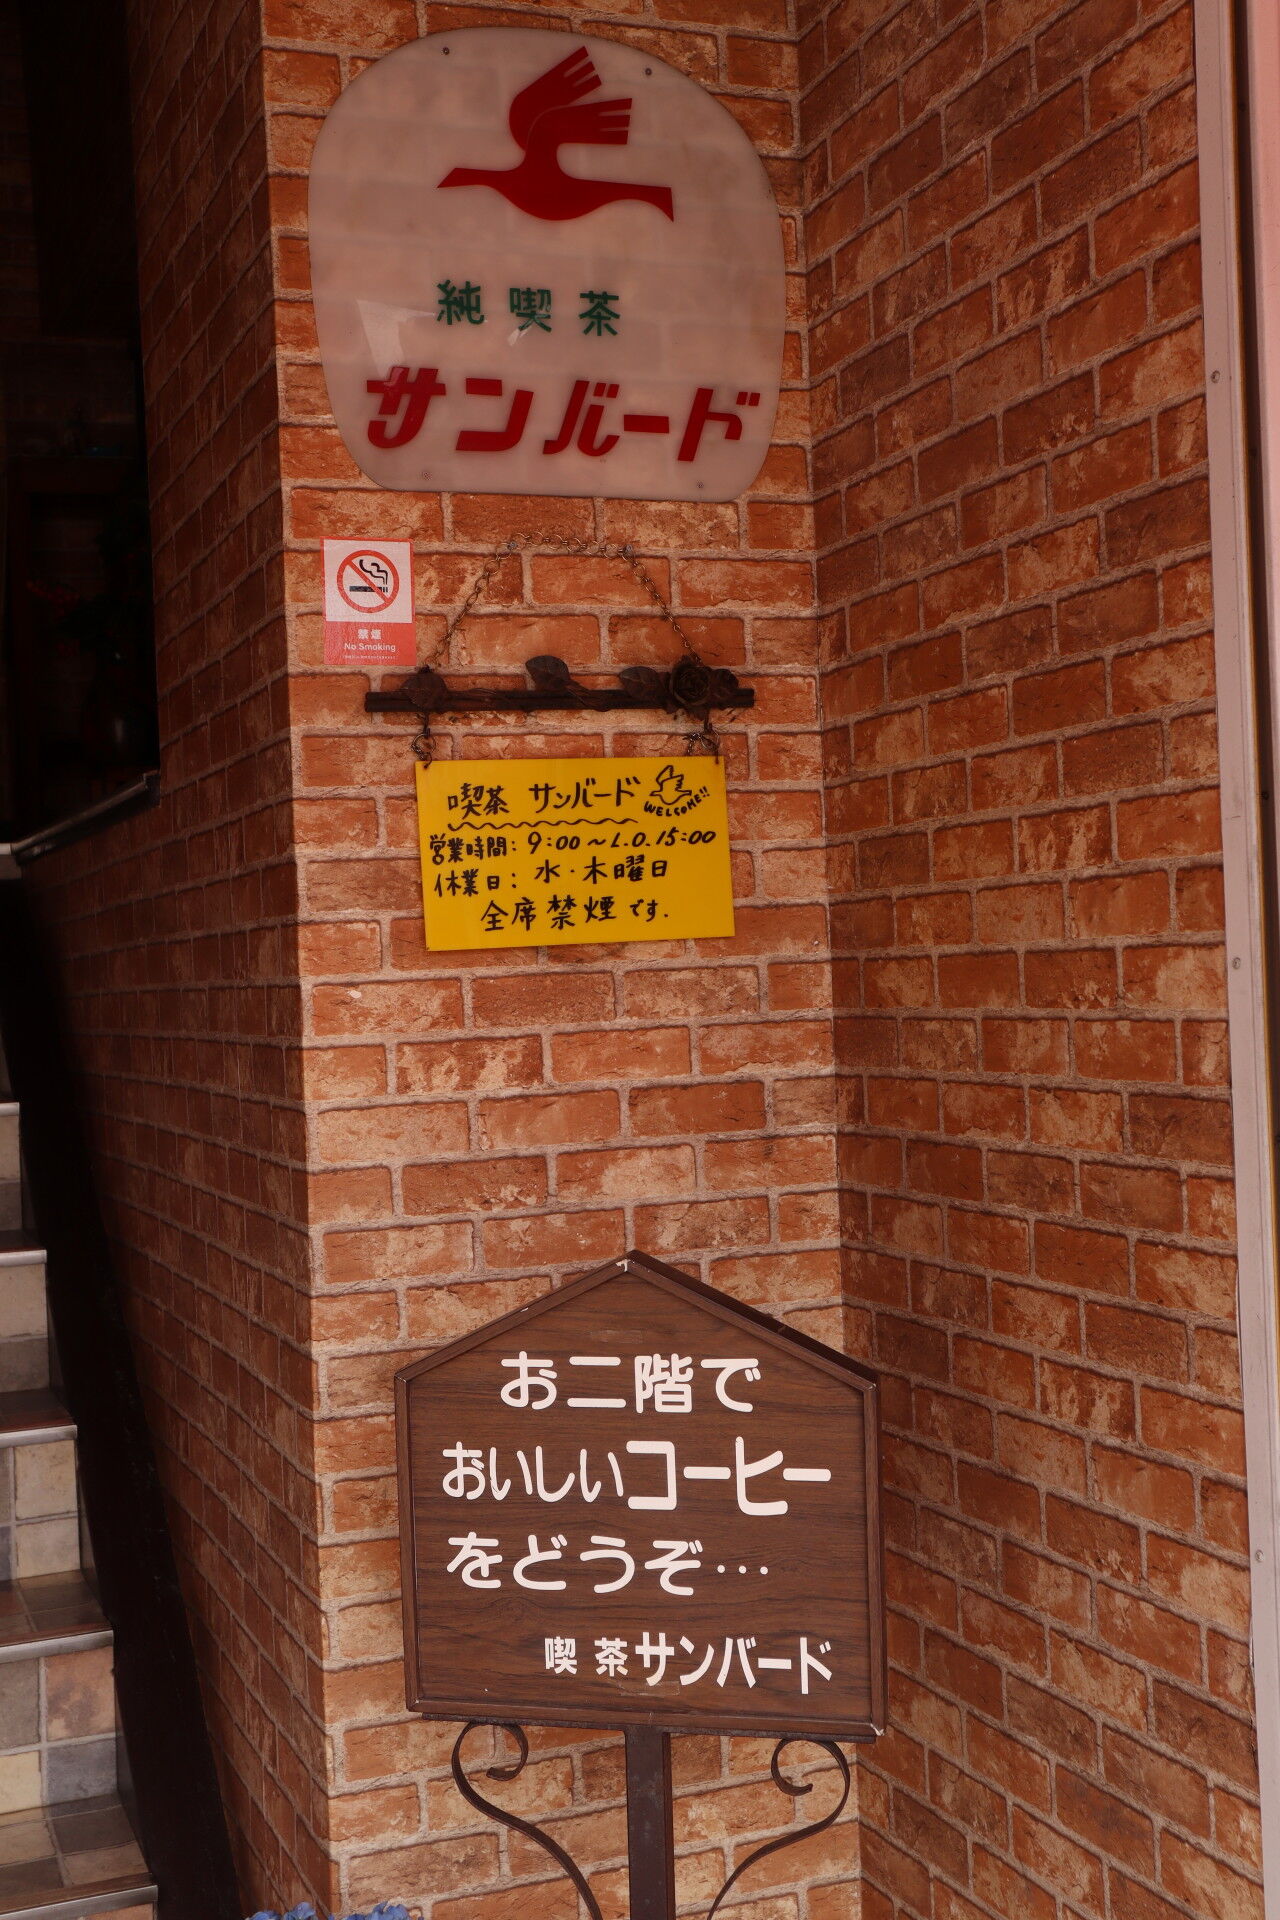 純喫茶
サンバード
禁煙
No Smoking
喫茶 サンバード
WELCOME!!
営業時間: 9:00～L.O.15:00
休業日: 水・木曜日
全席禁煙です.
お二階で
おいしいコーヒー
をどうぞ…
喫茶サンバード